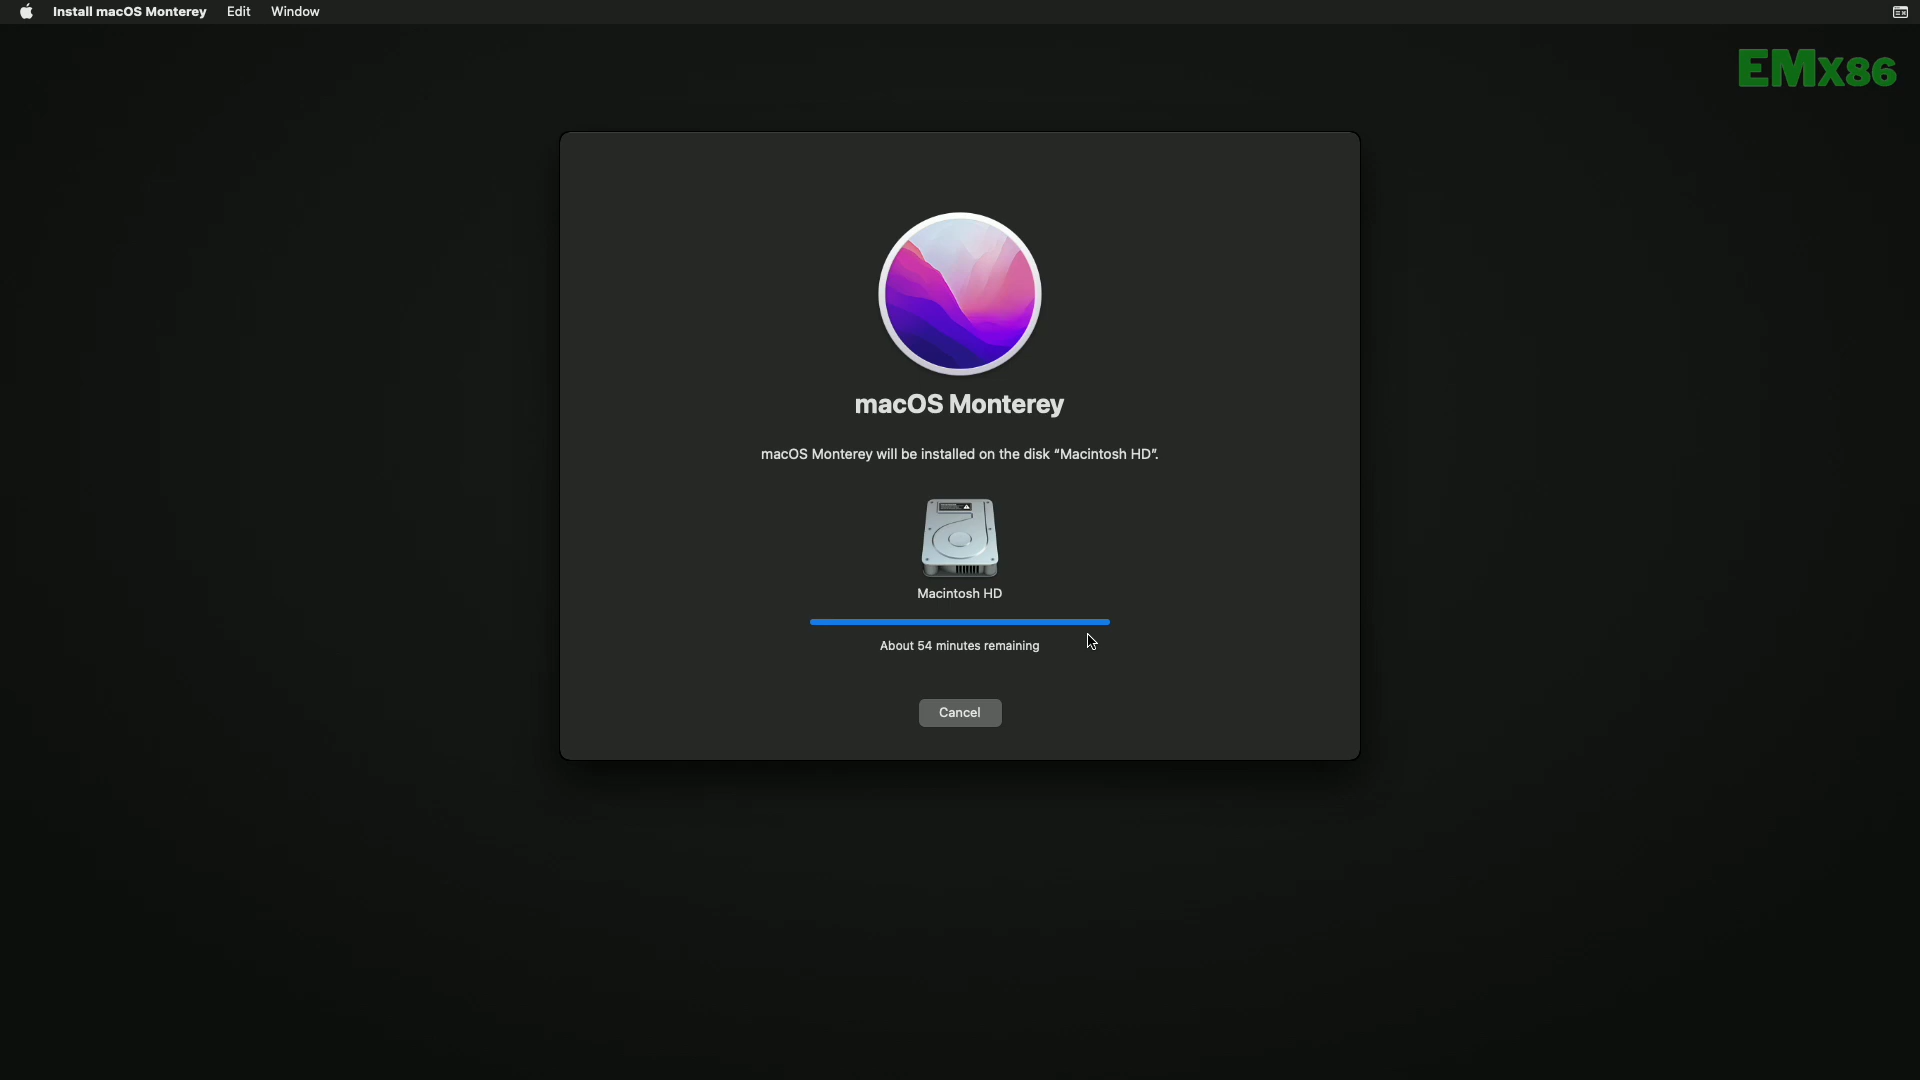 Install macOS Monterey Edit Window
EMx86
macOS Monterey
macOS Monterey will be installed on the disk “Macintosh HD”.
Macintosh HD
About 54 minutes remaining
Cancel